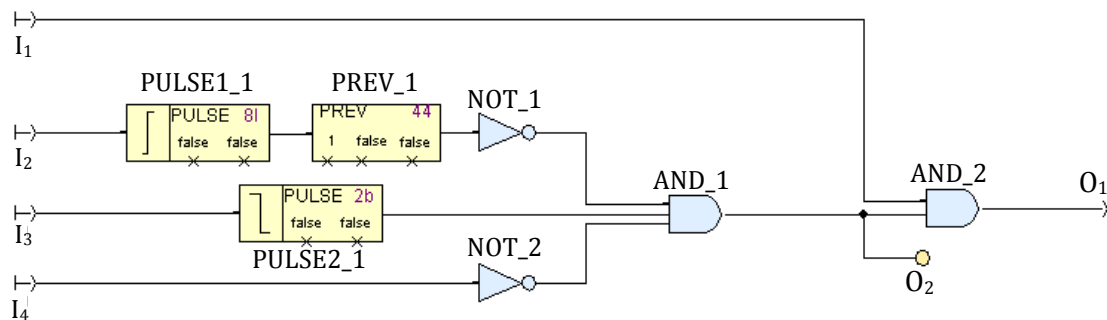 I₁
PULSE1_1 PREV_1 NOT_1
PULSE 8l PREV 44
false false 1 false false
I₂
AND_1 AND_2 O₁
PULSE 2b
I₃
false false
PULSE2_1 NOT_2
O₂
I₄